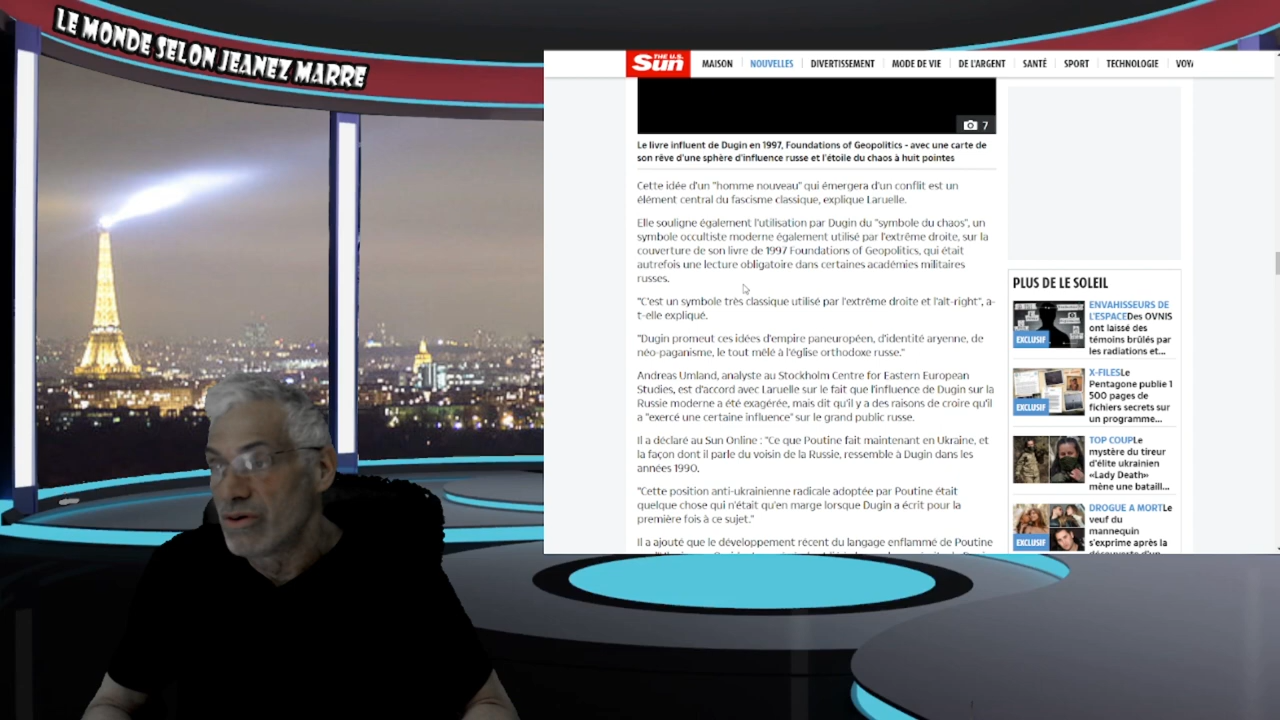 LE MONDE SELON JEANEZ MARRE
THE U.S.
Sun
MAISON
NOUVELLES
DIVERTISSEMENT
MODE DE VIE
DE L'ARGENT
SANTÉ
SPORT
TECHNOLOGIE
VOYA
7
Le livre influent de Dugin en 1997, Foundations of Geopolitics - avec une carte de
son rêve d'une sphère d'influence russe et l'étoile du chaos à huit pointes
Cette idée d'un "homme nouveau" qui émergera d'un conflit est un
élément central du fascisme classique, explique Laruelle.
Elle souligne également l'utilisation par Dugin du "symbole du chaos", un
symbole occultiste moderne également utilisé par l'extrême droite, sur la
couverture de son livre de 1997 Foundations of Geopolitics, qui était
autrefois une lecture obligatoire dans certaines académies militaires
russes.
"C'est un symbole très classique utilisé par l'extrême droite et l'alt-right", a-
t-elle expliqué.
"Dugin promeut ces idées d'empire paneuropéen, d'identité aryenne, de
néo-paganisme, le tout mêlé à l'église orthodoxe russe."
Andreas Umland, analyste au Stockholm Centre for Eastern European
Studies, est d'accord avec Laruelle sur le fait que l'influence de Dugin sur la
Russie moderne a été exagérée, mais dit qu'il y a des raisons de croire qu'il
a "exercé une certaine influence" sur le grand public russe.
Il a déclaré au Sun Online : "Ce que Poutine fait maintenant en Ukraine, et
la façon dont il parle du voisin de la Russie, ressemble à Dugin dans les
années 1990.
"Cette position anti-ukrainienne radicale adoptée par Poutine était
quelque chose qui n'était qu'en marge lorsque Dugin a écrit pour la
première fois à ce sujet."
Il a ajouté que le développement récent du langage enflammé de Poutine
PLUS DE LE SOLEIL
EXCLUSIF
ENVAHISSEURS DE
L'ESPACEDes OVNIS
ont laissé des
témoins brûlés par
les radiations et...
EXCLUSIF
X-FILESLe
Pentagone publie 1
500 pages de
fichiers secrets sur
un programme...
TOP COUPLe
mystère du tireur
d'élite ukrainien
«Lady Death»
mène une bataill...
EXCLUSIF
DROGUE A MORTLe
veuf du
mannequin
s'exprime après la
découverte d'un